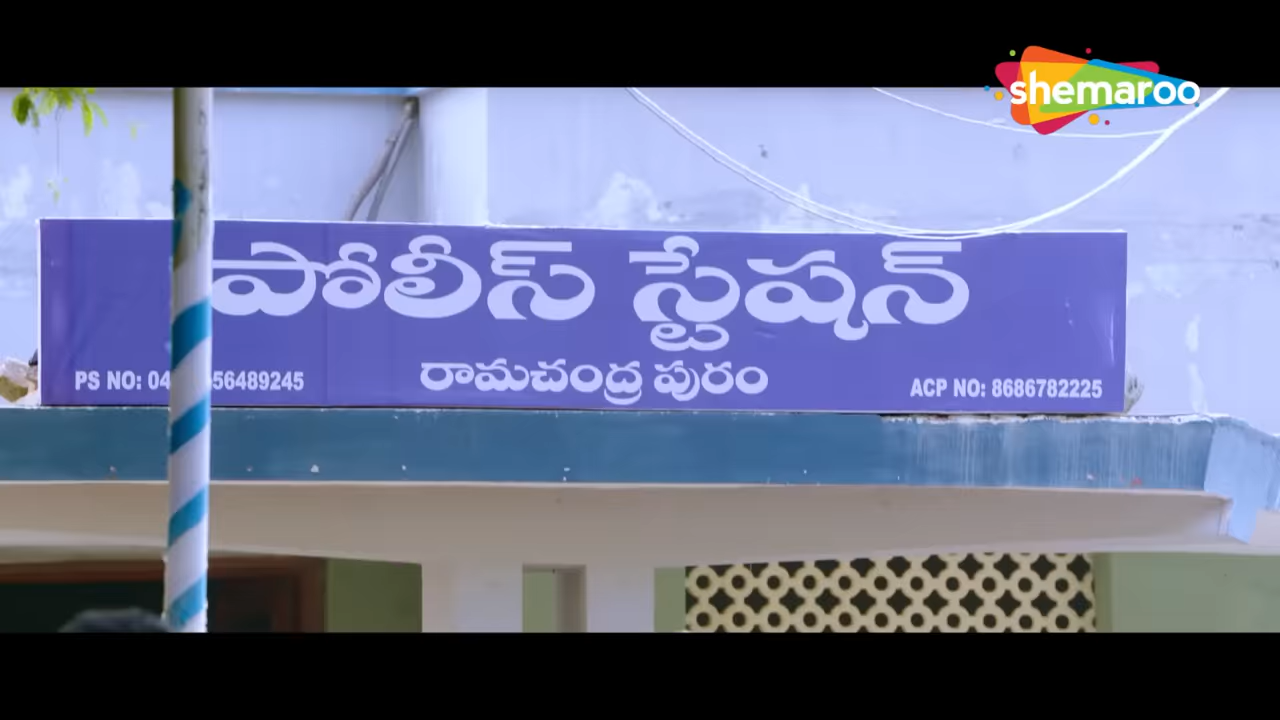 shemaroo
పోలీస్ స్టేషన్
రామచంద్ర పురం
PS NO: 04 56489245
ACP NO: 8686782225